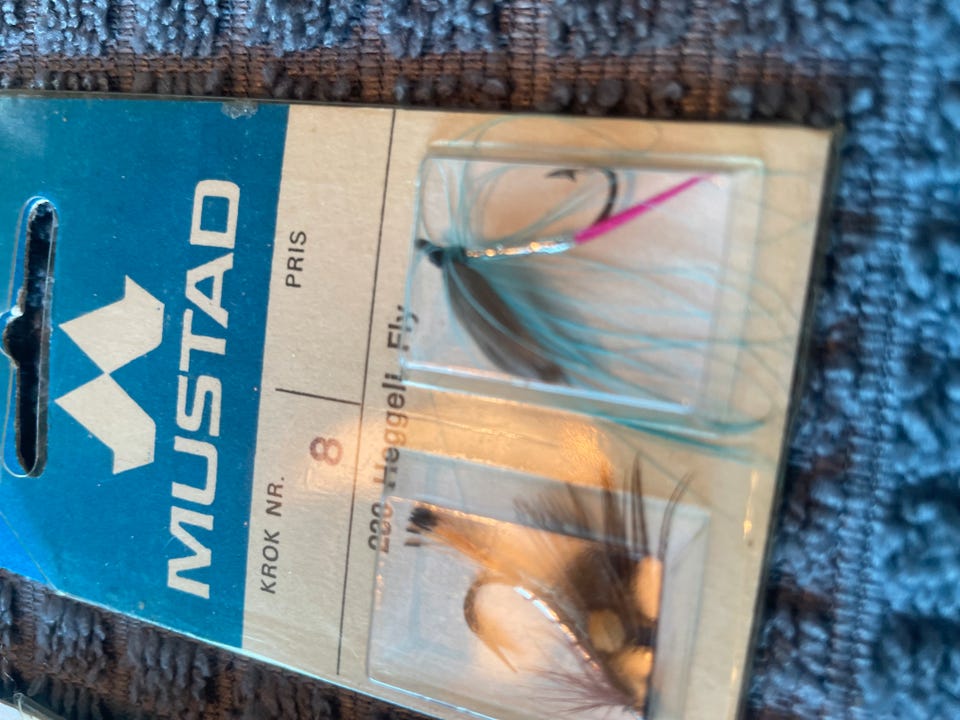 MUSTAD
KROK NR. 8 PRIS
Heggeli Fly